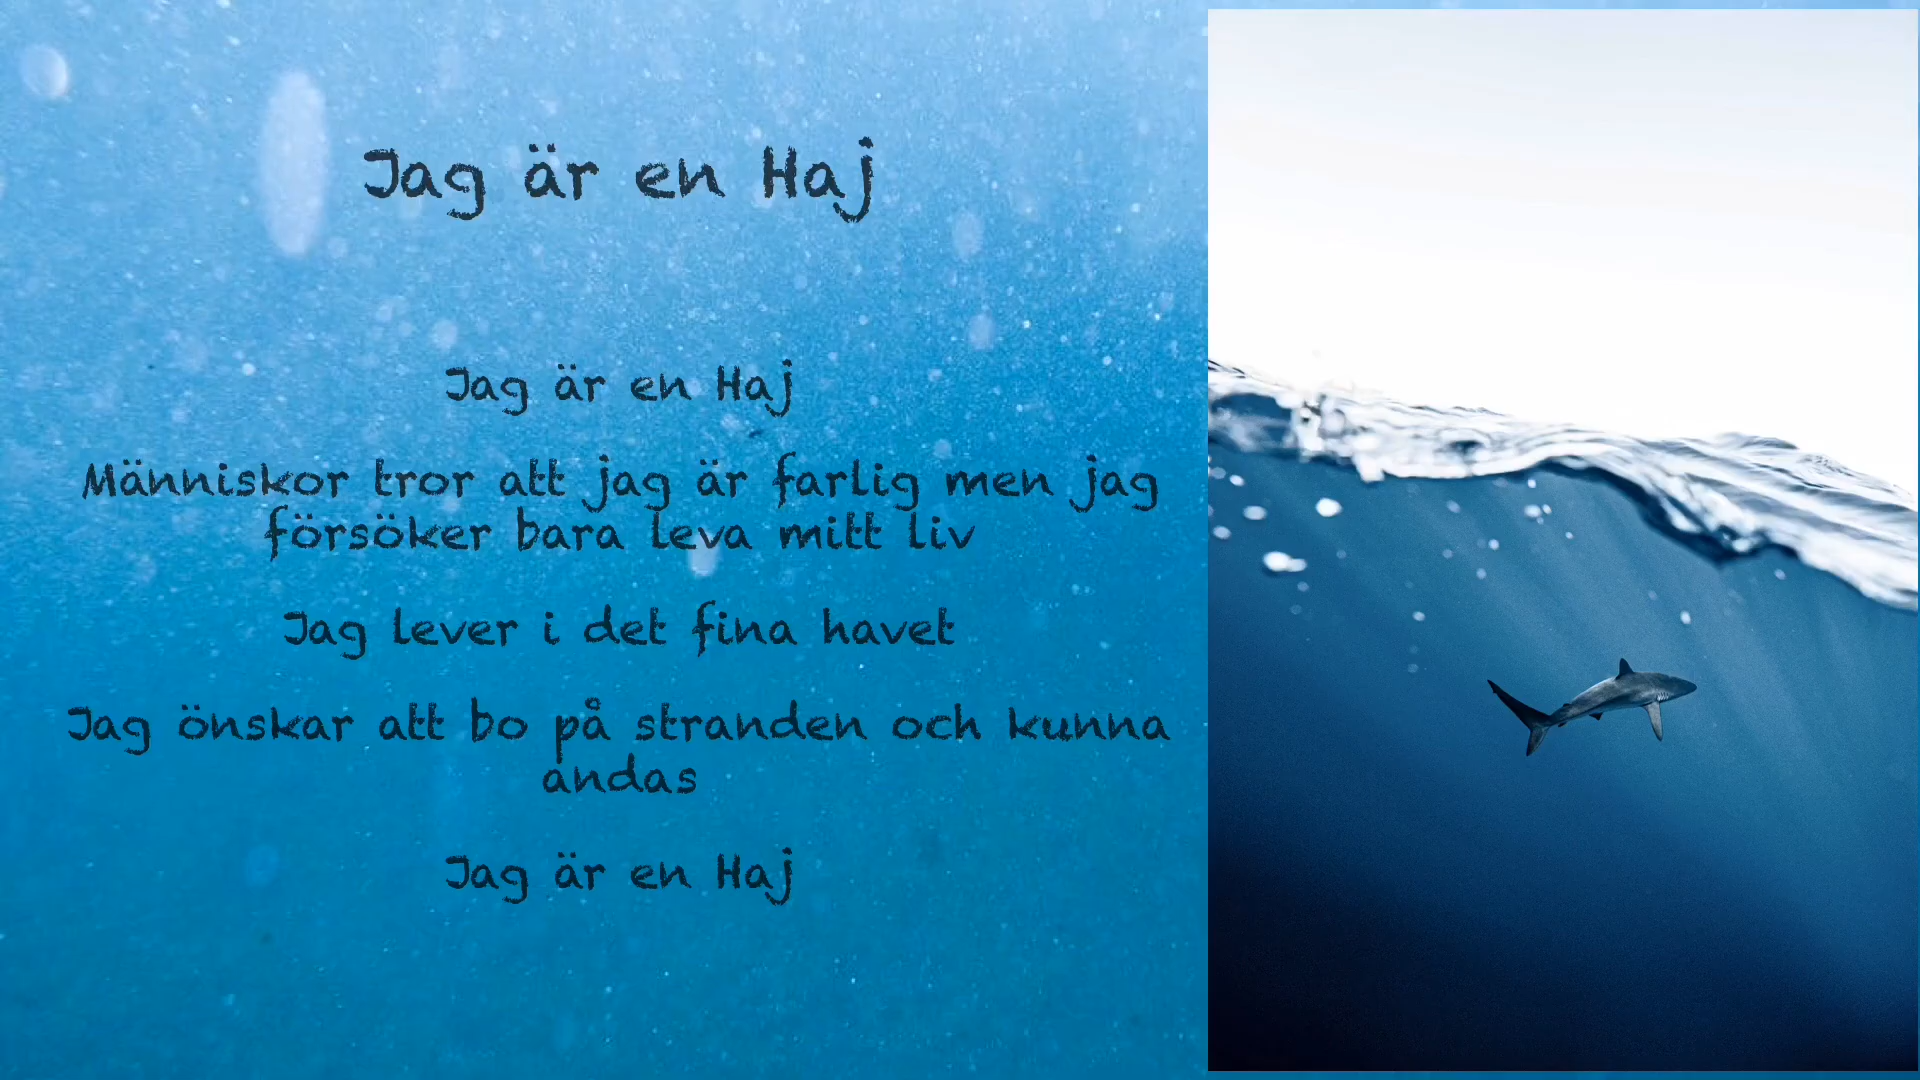 Jag är en Haj
Jag är en Haj
Människor tror att jag är farlig men jag
försöker bara leva mitt liv
Jag lever i det fina havet
Jag önskar att bo på stranden och kunna
andas
Jag är en Haj